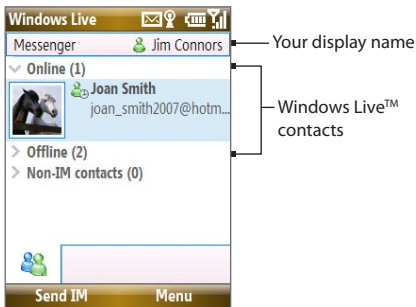 Windows Live
Messenger Jim Connors
Your display name
Online (1)
Joan Smith
joan_smith2007@hotm...
Windows Live™
contacts
Offline (2)
Non-IM contacts (0)
Send IM Menu